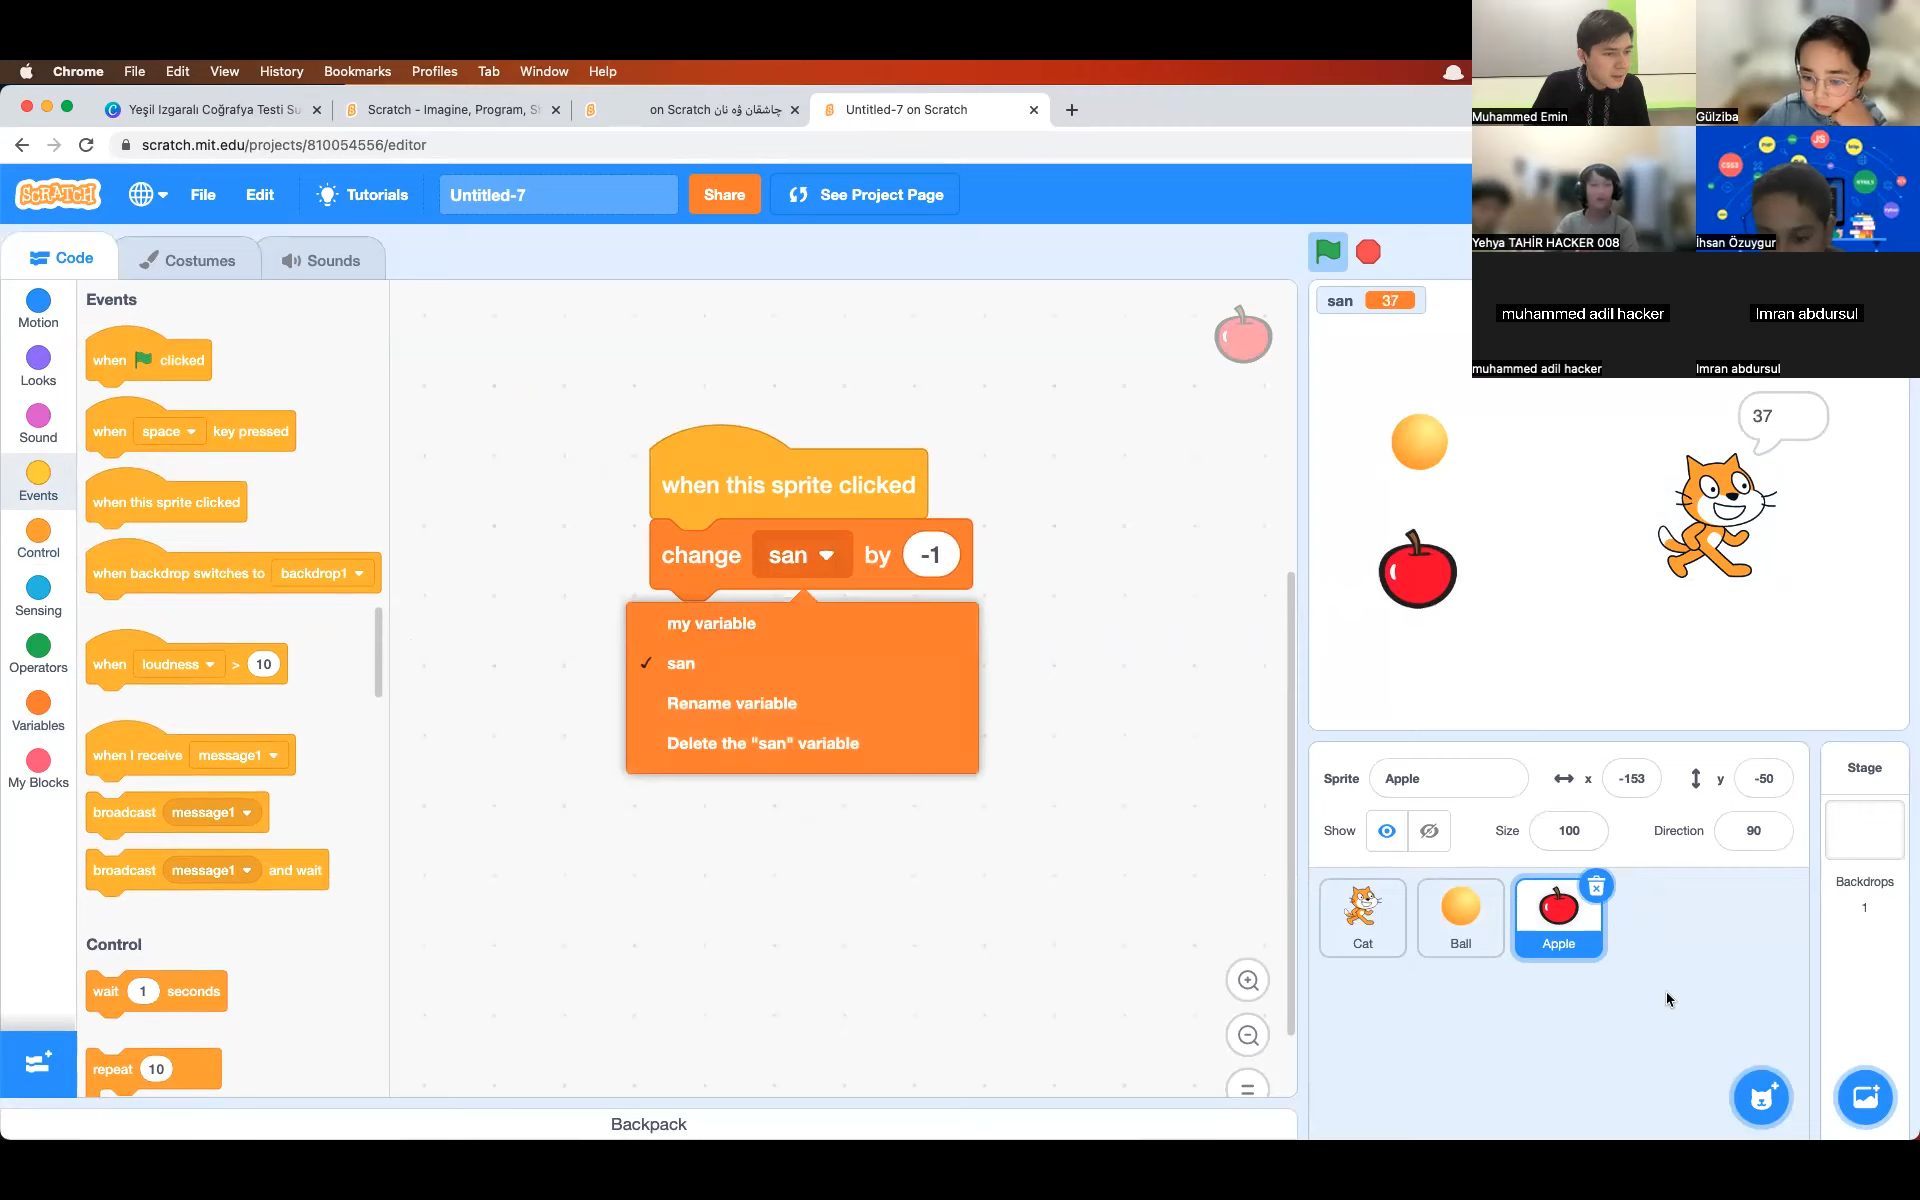 Chrome File Edit View History Bookmarks Profiles Tab Window Help
Yeşil Izgaralı Coğrafya Testi Su
Scratch - Imagine, Program, S
چاشقان ۋە نان on Scratch
Untitled-7 on Scratch
scratch.mit.edu/projects/810054556/editor
SCRATCH File Edit Tutorials Untitled-7 Share See Project Page
Code Costumes Sounds
Motion
Looks
Sound
Events
Control
Sensing
Operators
Variables
My Blocks
Events
when clicked
when space key pressed
when this sprite clicked
when backdrop switches to backdrop1
when loudness > 10
when I receive message1
broadcast message1
broadcast message1 and wait
Control
wait 1 seconds
repeat 10
when this sprite clicked
change san by -1
my variable
✓ san
Rename variable
Delete the "san" variable
Backpack
san 37
37
Sprite Apple x -153 y -50
Show Size 100 Direction 90
Cat
Ball
Apple
Stage
Backdrops
1
Muhammed Emin
Gülziba
Yehya TAHİR HACKER 008
İhsan Özuygur
muhammed adil hacker
muhammed adil hacker
Imran abdursul
Imran abdursul